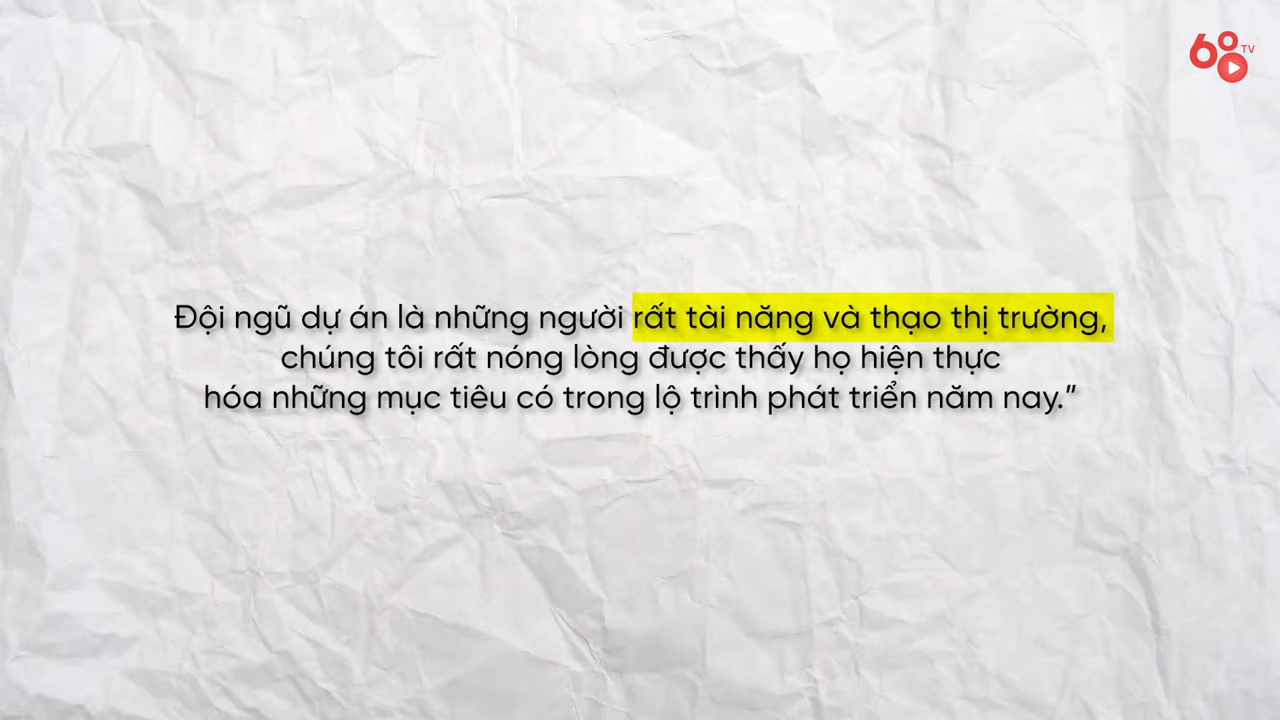 68 TV
Đội ngũ dự án là những người rất tài năng và thạo thị trường,
chúng tôi rất nóng lòng được thấy họ hiện thực
hóa những mục tiêu có trong lộ trình phát triển năm nay.”